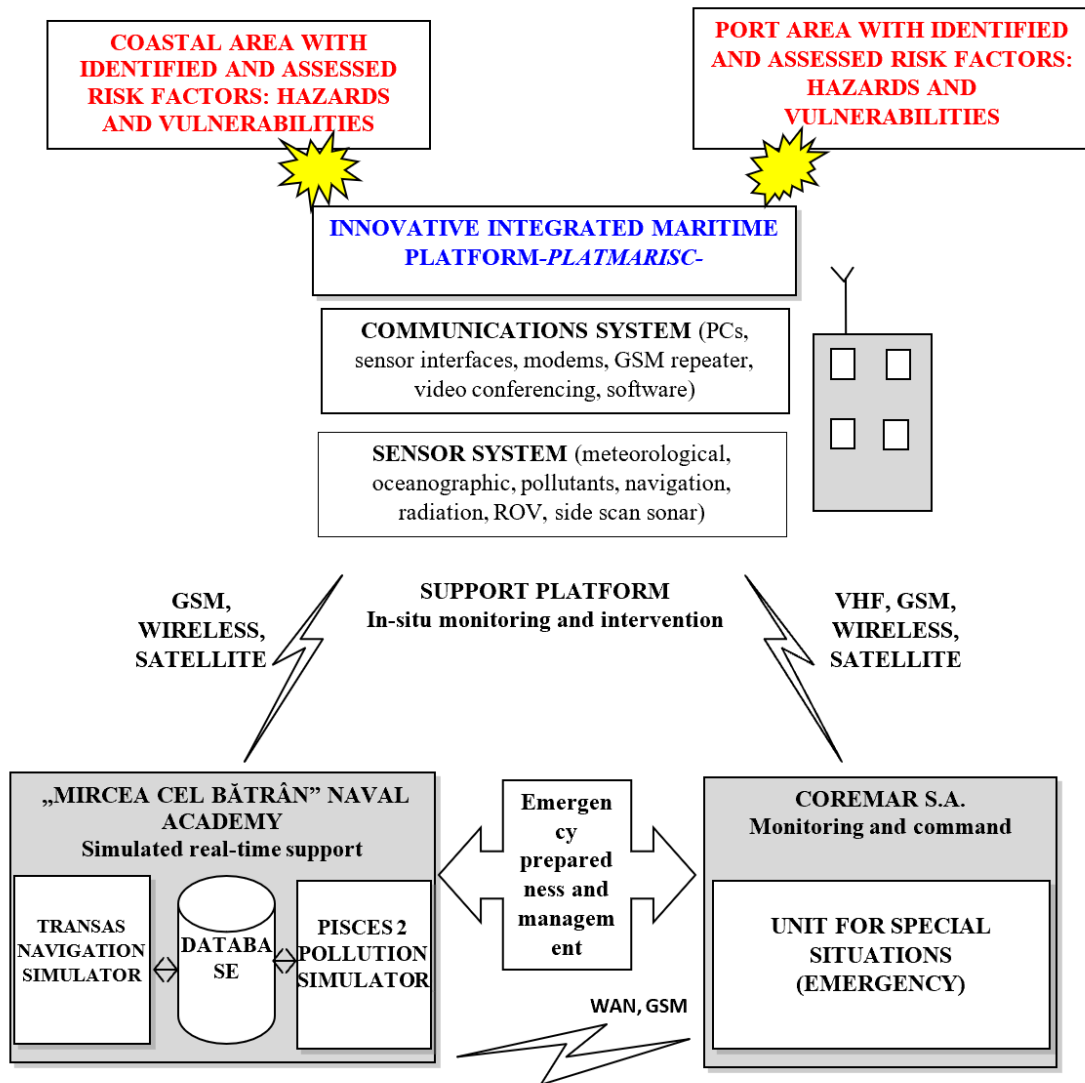 COASTAL AREA WITH
IDENTIFIED AND ASSESSED
RISK FACTORS: HAZARDS
AND VULNERABILITIES
PORT AREA WITH IDENTIFIED
AND ASSESSED RISK FACTORS:
HAZARDS AND
VULNERABILITIES
INNOVATIVE INTEGRATED MARITIME
PLATFORM-PLATMARISC-
COMMUNICATIONS SYSTEM (PCs,
sensor interfaces, modems, GSM repeater,
video conferencing, software)
SENSOR SYSTEM (meteorological,
oceanographic, pollutants, navigation,
radiation, ROV, side scan sonar)
SUPPORT PLATFORM
In-situ monitoring and intervention
GSM,
WIRELESS,
SATELLITE
VHF, GSM,
WIRELESS,
SATELLITE
„MIRCEA CEL BĂTRÂN” NAVAL
ACADEMY
Simulated real-time support
TRANSAS
NAVIGATION
SIMULATOR
DATABA
SE
PISCES 2
POLLUTION
SIMULATOR
Emergen
cy
prepared
ness and
managem
ent
COREMAR S.A.
Monitoring and command
UNIT FOR SPECIAL
SITUATIONS
(EMERGENCY)
WAN, GSM